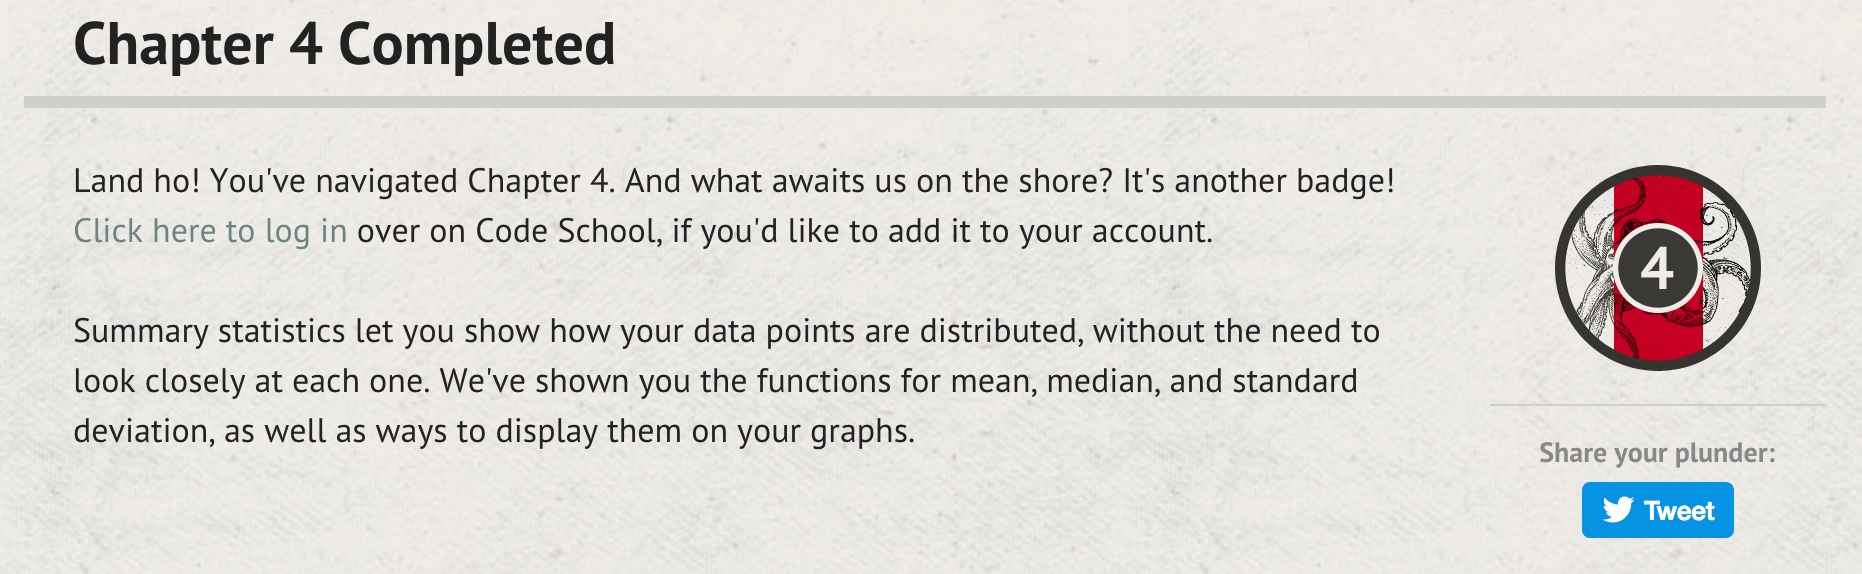 Chapter 4 Completed
Land ho! You've navigated Chapter 4. And what awaits us on the shore? It's another badge!
Click here to log in over on Code School, if you'd like to add it to your account.
Summary statistics let you show how your data points are distributed, without the need to
look closely at each one. We've shown you the functions for mean, median, and standard
deviation, as well as ways to display them on your graphs.
4
Share your plunder:
Tweet